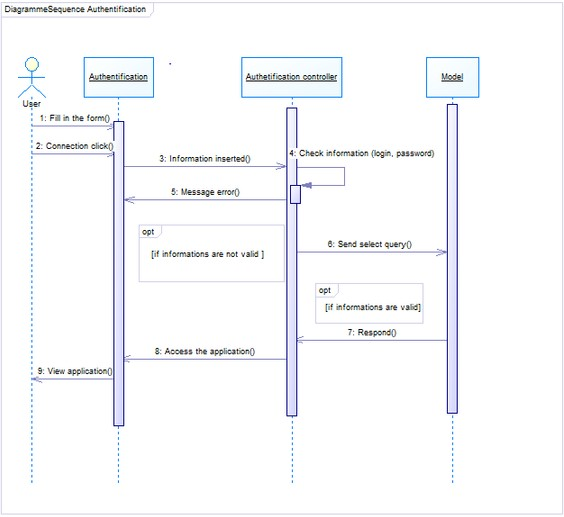 DiagrammeSequence Authentification
Authentification
Authetification controller
Model
User
1: Fill in the form()
2: Connection click()
3: Information inserted()
4: Check information (login, password)
5: Message error()
opt
[if informations are not valid ]
6: Send select query()
opt
[if informations are valid]
7: Respond()
8: Access the application()
9: View application()